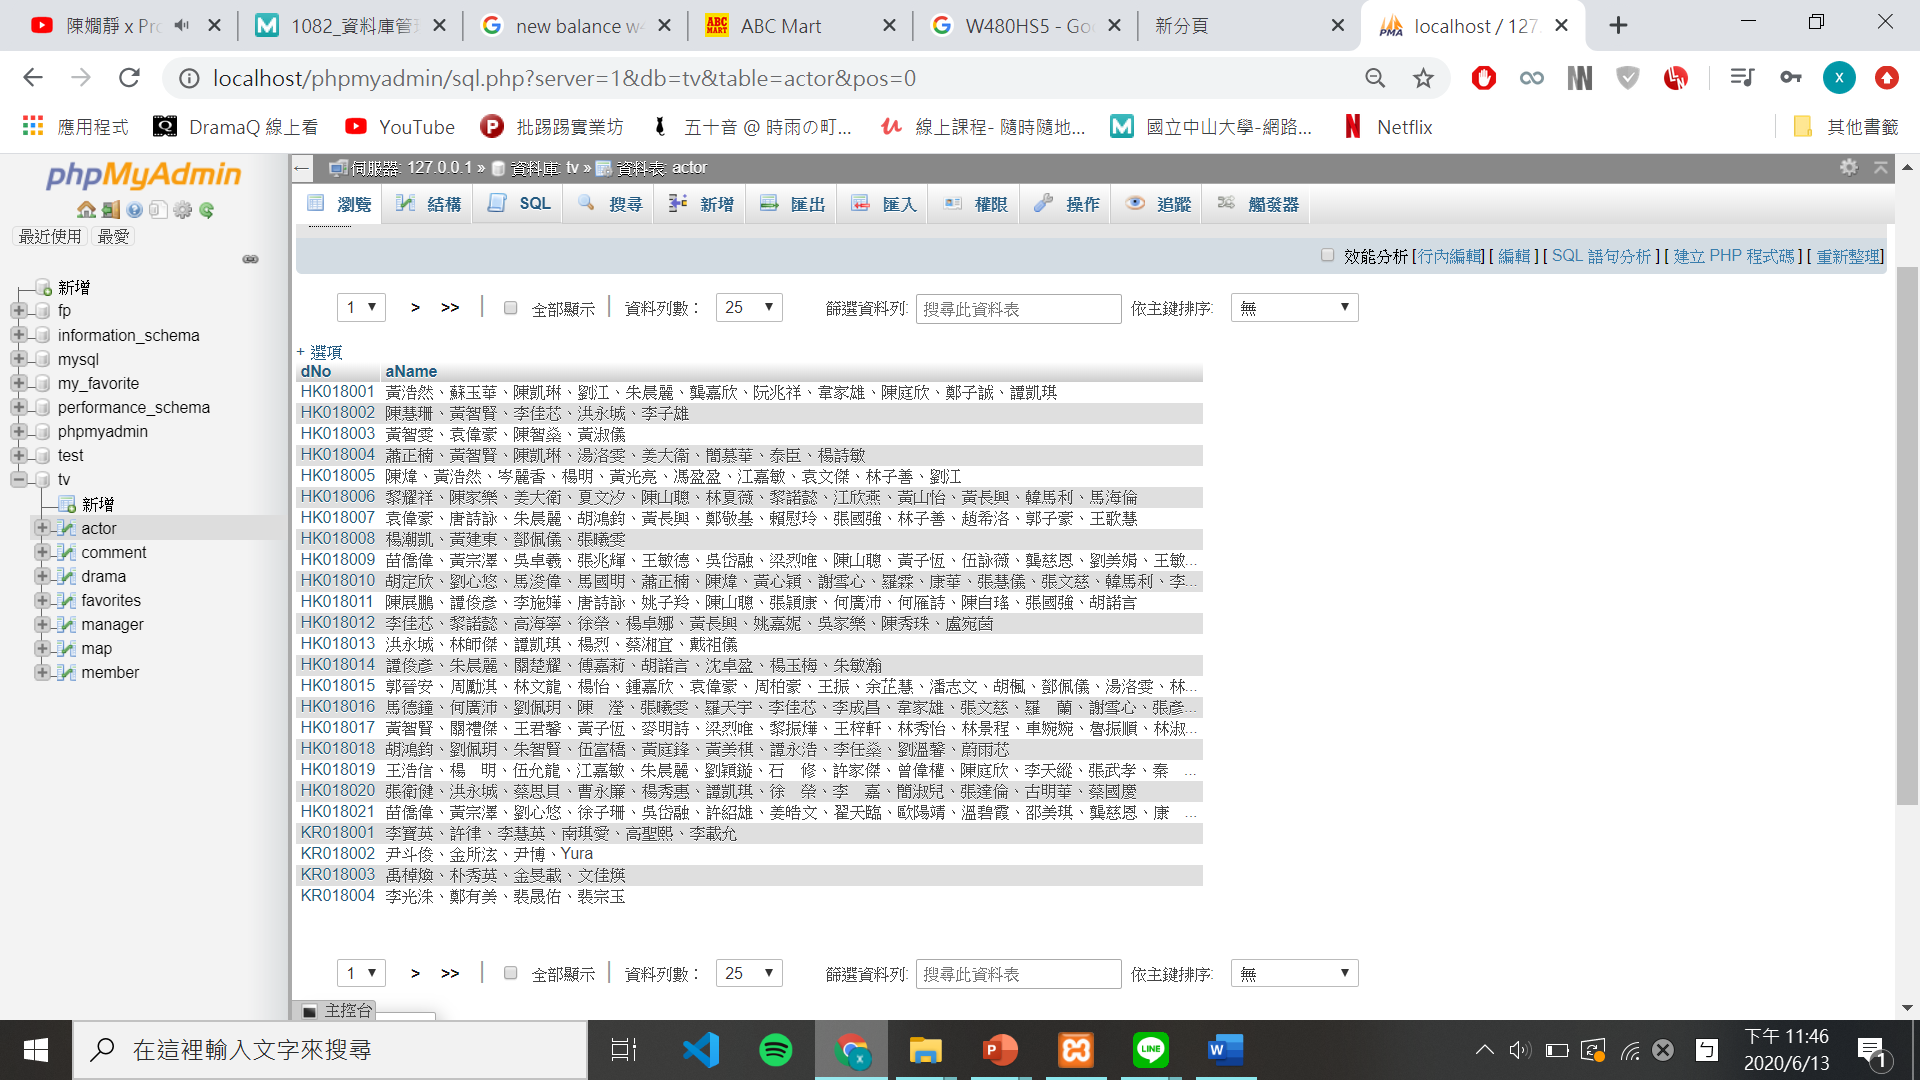 陳嫺靜 x Pro
1082_資料庫管理
new balance w4
ABC Mart
W480HS5 - Goo
新分頁
localhost / 127.
localhost/phpmyadmin/sql.php?server=1&db=tv&table=actor&pos=0
應用程式
DramaQ 線上看
YouTube
批踢踢實業坊
五十音 @ 時雨の町...
線上課程- 隨時隨地...
國立中山大學-網路...
Netflix
其他書籤
phpMyAdmin
最近使用 最愛
新增
fp
information_schema
mysql
my_favorite
performance_schema
phpmyadmin
test
tv
新增
actor
comment
drama
favorites
manager
map
member
伺服器: 127.0.0.1 » 資料庫: tv » 資料表: actor
瀏覽 結構 SQL 搜尋 新增 匯出 匯入 權限 操作 追蹤 觸發器
效能分析 [行內編輯] [ 編輯 ] [ SQL 語句分析 ] [ 建立 PHP 程式碼 ] [ 重新整理]
1 > >> 全部顯示 資料列數： 25 篩選資料列: 搜尋此資料表 依主鍵排序: 無
+ 選項
dNo aName
HK018001 黃浩然、蘇玉華、陳凱琳、劉江、朱晨麗、龔嘉欣、阮兆祥、韋家雄、陳庭欣、鄭子誠、譚凱琪
HK018002 陳慧珊、黃智賢、李佳芯、洪永城、李子雄
HK018003 黃智雯、袁偉豪、陳智燊、黃淑儀
HK018004 蕭正楠、黃智賢、陳凱琳、湯洛雯、姜大衞、簡慕華、泰臣、楊詩敏
HK018005 陳煒、黃浩然、岑麗香、楊明、黃光亮、馮盈盈、江嘉敏、袁文傑、林子善、劉江
HK018006 黎耀祥、陳家樂、姜大衛、夏文汐、陳山聰、林夏薇、黎諾懿、江欣燕、黃山怡、黃長興、韓馬利、馬海倫
HK018007 袁偉豪、唐詩詠、朱晨麗、胡鴻鈞、黃長興、鄭敬基、賴慰玲、張國強、林子善、趙希洛、郭子豪、王歌慧
HK018008 楊潮凱、黃建東、鄧佩儀、張曦雯
HK018009 苗僑偉、黃宗澤、吳卓羲、張兆輝、王敏德、吳岱融、梁烈唯、陳山聰、黃子恆、伍詠薇、龔慈恩、劉美娟、王敏...
HK018010 胡定欣、劉心悠、馬浚偉、馬國明、蕭正楠、陳煒、黃心穎、謝雪心、羅霖、康華、張慧儀、張文慈、韓馬利、李...
HK018011 陳展鵬、譚俊彥、李施嬅、唐詩詠、姚子羚、陳山聰、張穎康、何廣沛、何雁詩、陳自瑤、張國強、胡諾言
HK018012 李佳芯、黎諾懿、高海寧、徐榮、楊卓娜、黃長興、姚嘉妮、吳家樂、陳秀珠、盧宛茵
HK018013 洪永城、林師傑、譚凱琪、楊烈、蔡湘宜、戴祖儀
HK018014 譚俊彥、朱晨麗、關楚耀、傅嘉莉、胡諾言、沈卓盈、楊玉梅、朱敏瀚
HK018015 郭晉安、周勵淇、林文龍、楊怡、鍾嘉欣、袁偉豪、周柏豪、王振、余芷慧、潘志文、胡楓、鄧佩儀、湯洛雯、林...
HK018016 馬德鐘、何廣沛、劉佩玥、陳　瀅、張曦雯、羅天宇、李佳芯、李成昌、韋家雄、張文慈、羅　蘭、謝雪心、張彥...
HK018017 黃智賢、關禮傑、王君馨、黃子恆、麥明詩、梁烈唯、黎振燁、王梓軒、林秀怡、林景程、車婉婉、魯振順、林淑...
HK018018 胡鴻鈞、劉佩玥、朱智賢、伍富橋、黃庭鋒、黃美棋、譚永浩、李任燊、劉溫馨、蔚雨芯
HK018019 王浩信、楊　明、伍允龍、江嘉敏、朱晨麗、劉穎鏇、石　修、許家傑、曾偉權、陳庭欣、李天縱、張武孝、秦　...
HK018020 張衛健、洪永城、蔡思貝、曹永廉、楊秀惠、譚凱琪、徐　榮、李　嘉、簡淑兒、張達倫、古明華、蔡國慶
HK018021 苗僑偉、黃宗澤、劉心悠、徐子珊、吳岱融、許紹雄、姜皓文、翟天臨、歐陽靖、溫碧霞、邵美琪、龔慈恩、康　...
KR018001 李寶英、許律、李慧英、南琪愛、高聖熙、李載允
KR018002 尹斗俊、金所泫、尹博、Yura
KR018003 禹棹煥、朴秀英、金旻載、文佳煐
KR018004 李光洙、鄭有美、裴晟佑、裴宗玉
1 > >> 全部顯示 資料列數： 25 篩選資料列: 搜尋此資料表 依主鍵排序: 無
主控台
在這裡輸入文字來搜尋
下午 11:46
2020/6/13
1